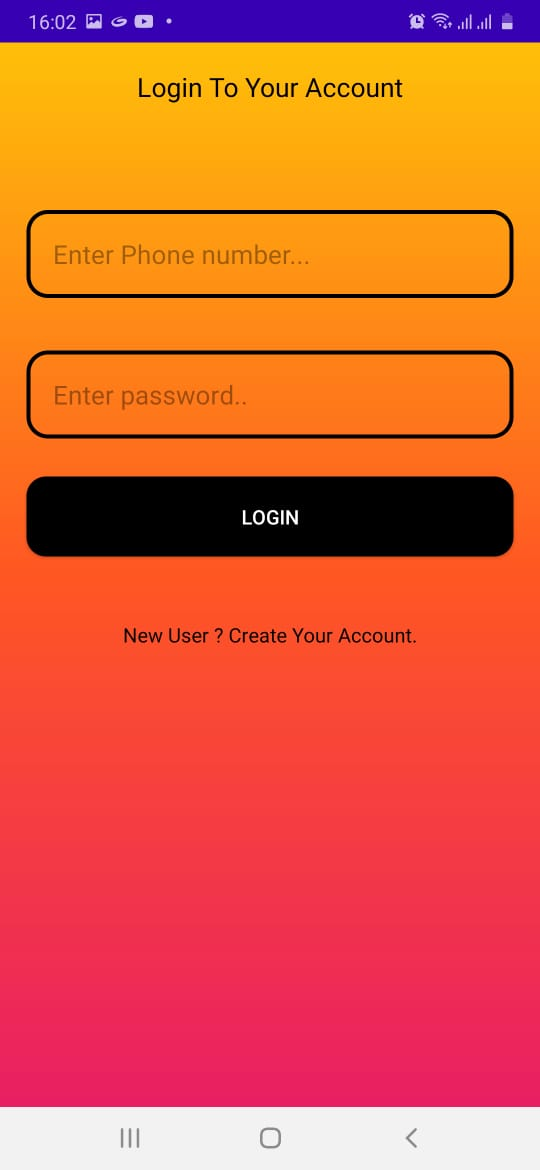 16:02
Login To Your Account
Enter Phone number...
Enter password..
LOGIN
New User ? Create Your Account.